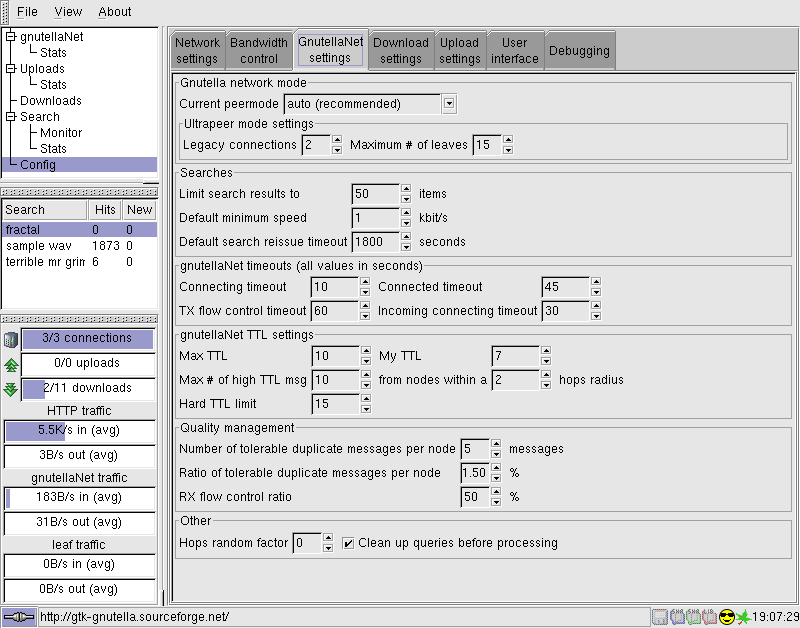 File View About
gnutellaNet
Stats
Uploads
Stats
Downloads
Search
Monitor
Stats
Config
Search Hits New
fractal 0 0
sample wav 1873 0
terrible mr grim 6 0
3/3 connections
0/0 uploads
2/11 downloads
HTTP traffic
5.5K/s in (avg)
3B/s out (avg)
gnutellaNet traffic
183B/s in (avg)
31B/s out (avg)
leaf traffic
0B/s in (avg)
0B/s out (avg)
Network settings
Bandwidth control
GnutellaNet settings
Download settings
Upload settings
User interface
Debugging
Gnutella network mode
Current peermode auto (recommended)
Ultrapeer mode settings
Legacy connections 2 Maximum # of leaves 15
Searches
Limit search results to 50 items
Default minimum speed 1 kbit/s
Default search reissue timeout 1800 seconds
gnutellaNet timeouts (all values in seconds)
Connecting timeout 10 Connected timeout 45
TX flow control timeout 60 Incoming connecting timeout 30
gnutellaNet TTL settings
Max TTL 10 My TTL 7
Max # of high TTL msg 10 from nodes within a 2 hops radius
Hard TTL limit 15
Quality management
Number of tolerable duplicate messages per node 5 messages
Ratio of tolerable duplicate messages per node 1.50 %
RX flow control ratio 50 %
Other
Hops random factor 0 Clean up queries before processing
http://gtk-gnutella.sourceforge.net/
19:07:29